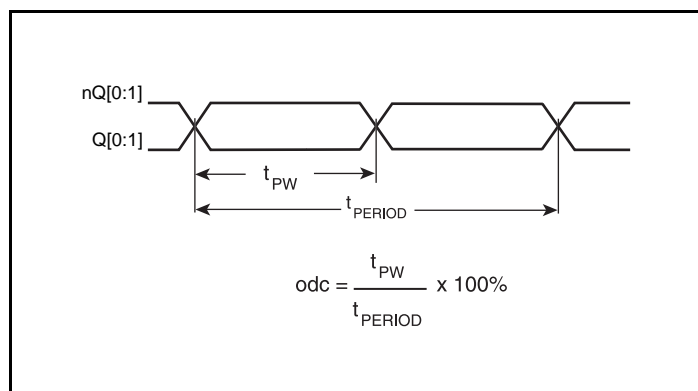 nQ[0:1]
Q[0:1]
tPW
tPERIOD
odc = tPW / tPERIOD x 100%